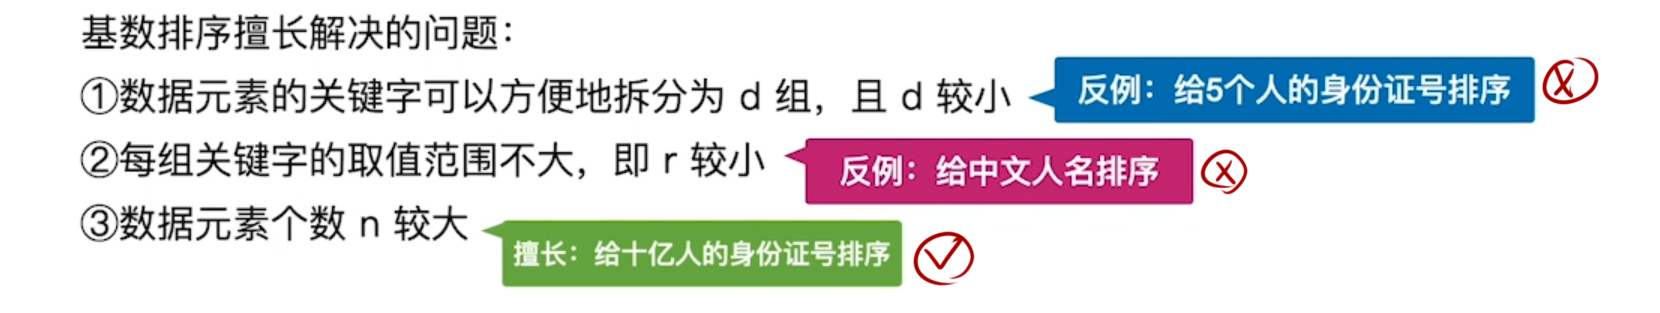 基数排序擅长解决的问题：
①数据元素的关键字可以方便地拆分为 d 组，且 d 较小
反例：给5个人的身份证号排序
②每组关键字的取值范围不大，即 r 较小
反例：给中文人名排序
③数据元素个数 n 较大
擅长：给十亿人的身份证号排序